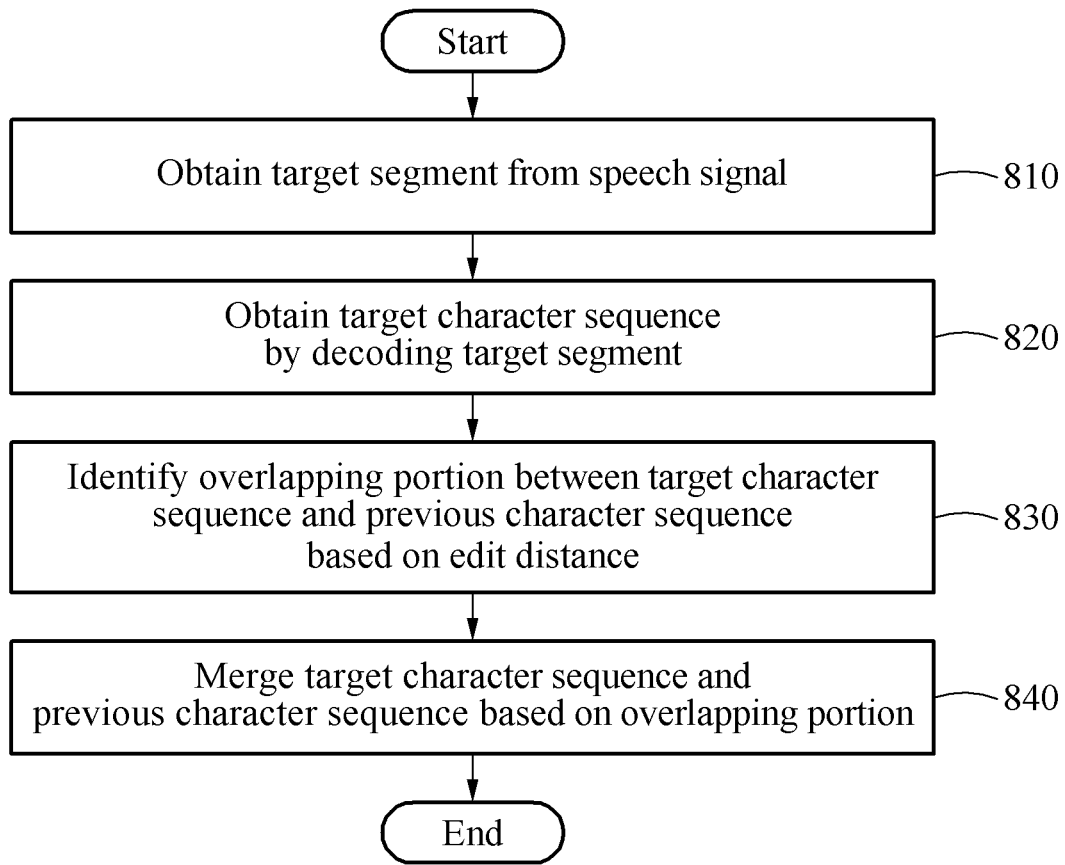 Start
Obtain target segment from speech signal
810
Obtain target character sequence
by decoding target segment
820
Identify overlapping portion between target character
sequence and previous character sequence
based on edit distance
830
Merge target character sequence and
previous character sequence based on overlapping portion
840
End